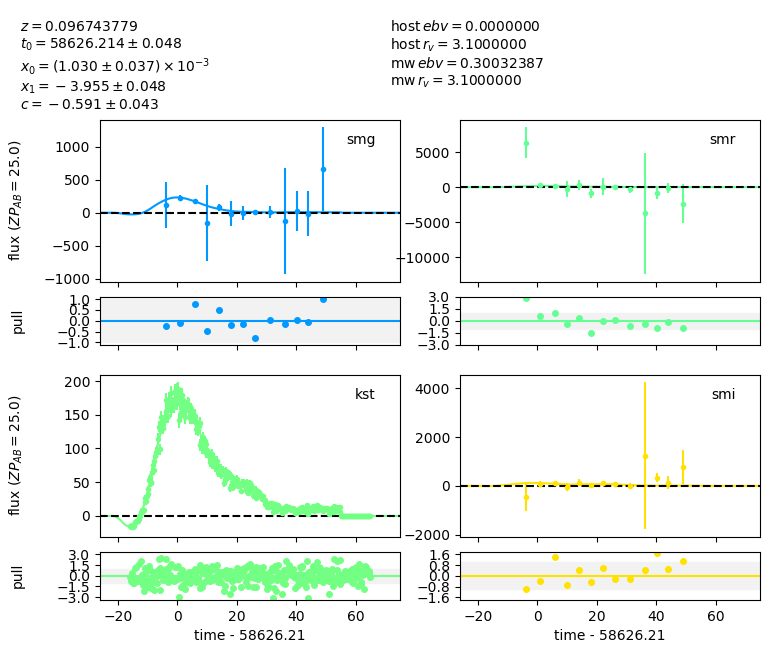 z = 0.096743779
t₀ = 58626.214 ± 0.048
x₀ = (1.030 ± 0.037) × 10⁻³
x₁ = −3.955 ± 0.048
c = −0.591 ± 0.043
host ebv = 0.0000000
host r_v = 3.1000000
mw ebv = 0.30032387
mw r_v = 3.1000000
flux (ZP_AB = 25.0)
1000
500
0
−500
−1000
smg
5000
0
−5000
−10000
smr
pull
1.0
0.5
0.0
−0.5
−1.0
3.0
1.5
0.0
−1.5
−3.0
flux (ZP_AB = 25.0)
200
150
100
50
0
kst
4000
2000
0
−2000
smi
pull
3.0
1.5
0.0
−1.5
−3.0
1.6
0.8
0.0
−0.8
−1.6
−20 0 20 40 60
−20 0 20 40 60
time - 58626.21
time - 58626.21